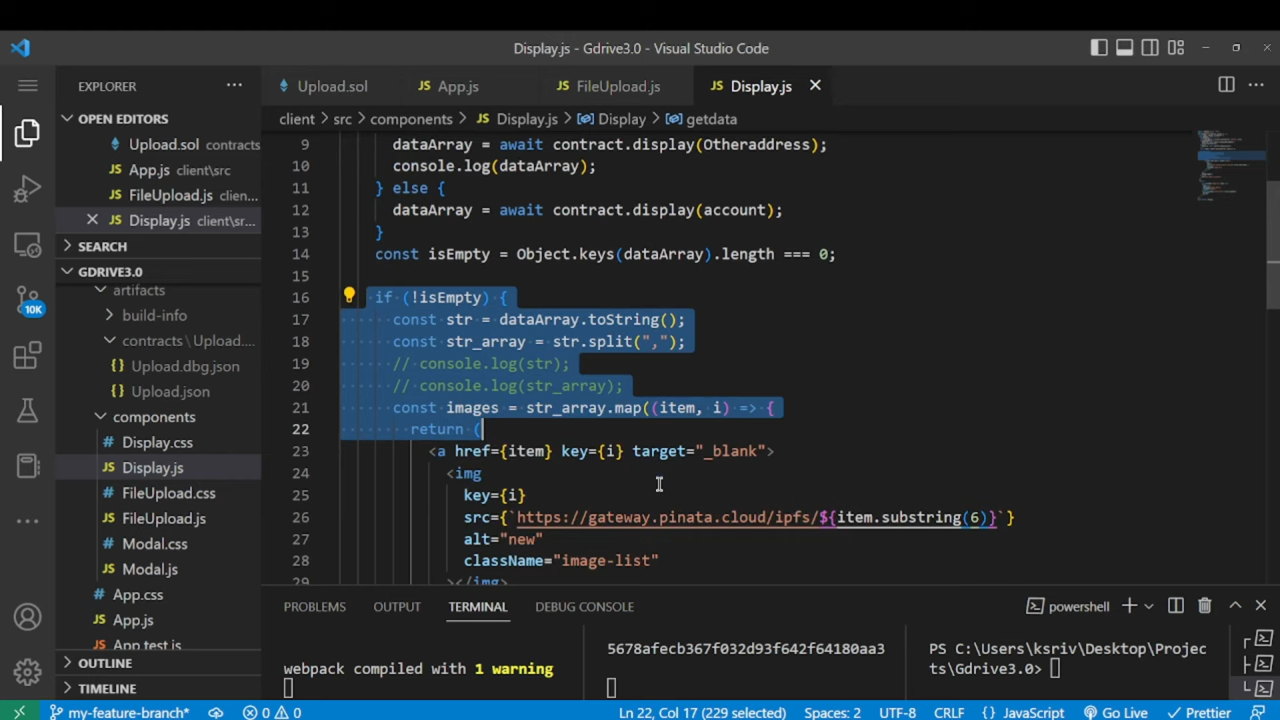 Display.js - Gdrive3.0 - Visual Studio Code
EXPLORER
Upload.sol
App.js
FileUpload.js
Display.js
OPEN EDITORS
Upload.sol contracts
App.js client\src
FileUpload.js clien...
Display.js client\src...
SEARCH
GDRIVE3.0
artifacts
build-info
contracts \ Upload....
Upload.dbg.json
Upload.json
components
Display.css
Display.js
FileUpload.css
FileUpload.js
Modal.css
Modal.js
App.css
App.js
App.test.js
OUTLINE
TIMELINE
10K
client > src > components > JS Display.js > Display > getdata
9 dataArray = await contract.display(Otheraddress);
10 console.log(dataArray);
11 } else {
12 dataArray = await contract.display(account);
13 }
14 const isEmpty = Object.keys(dataArray).length === 0;
15
16 if (!isEmpty) {
17 const str = dataArray.toString();
18 const str_array = str.split(",");
19 // console.log(str);
20 // console.log(str_array);
21 const images = str_array.map((item, i) => {
22 return (
23 <a href={item} key={i} target="_blank">
24 <img
25 key={i}
26 src={`https://gateway.pinata.cloud/ipfs/${item.substring(6)}`}
27 alt="new"
28 className="image-list"
29 ></img>
PROBLEMS OUTPUT TERMINAL DEBUG CONSOLE
powershell
webpack compiled with 1 warning
5678afecb367f032d93f642f64180aa3
PS C:\Users\ksriv\Desktop\Projec
ts\Gdrive3.0>
my-feature-branch* 0 0 Ln 22, Col 17 (229 selected) Spaces: 2 UTF-8 CRLF {} JavaScript Go Live Prettier